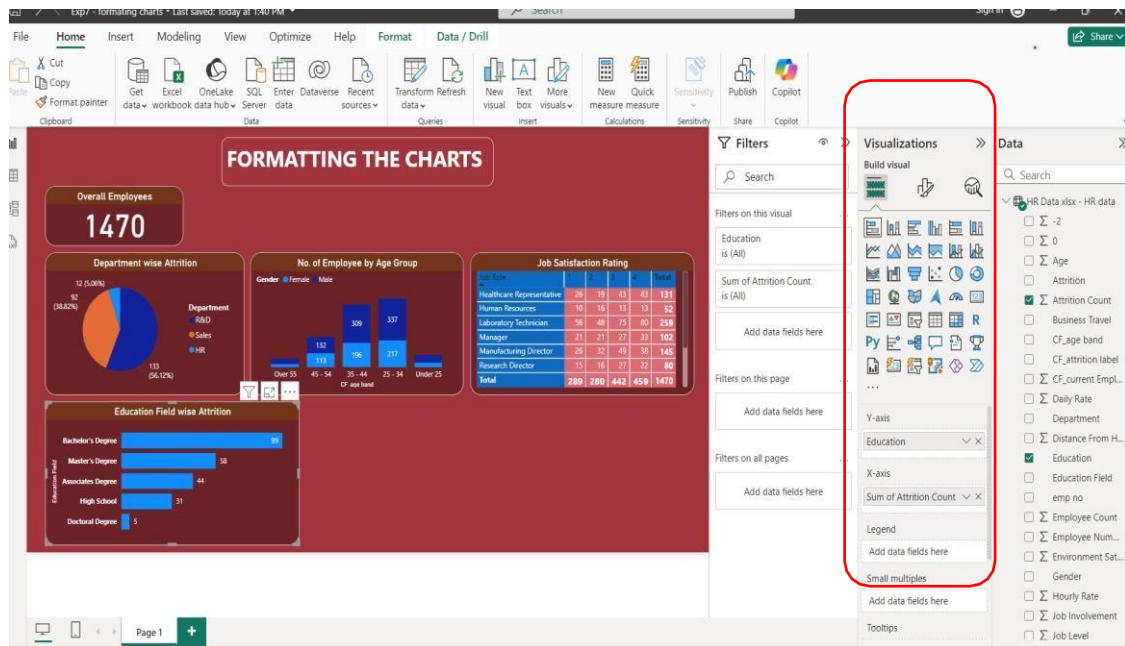 Exp7 - formating charts • Last saved: Today at 1:40 PM
Search
Sign in
File Home Insert Modeling View Optimize Help Format Data / Drill
Share
Paste
Cut
Copy
Format painter
Get data
Excel workbook
OneLake data hub
SQL Server
Enter data
Dataverse
Recent sources
Transform data
Refresh
New visual
Text box
More visuals
New measure
Quick measure
Sensitivity
Publish
Copilot
Clipboard Data Queries Insert Calculations Sensitivity Share Copilot
FORMATTING THE CHARTS
Overall Employees
1470
Department wise Attrition
12 (5.06%)
92
(38.82%)
133
(56.12%)
Department
R&D
Sales
HR
No. of Employee by Age Group
Gender Female Male
132
113
309
196
337
217
Over 55 45 - 54 35 - 44 25 - 34 Under 25
CF age band
Job Satisfaction Rating
Job Role 1 2 3 4 Total
Healthcare Representative 26 19 43 43 131
Human Resources 10 16 13 13 52
Laboratory Technician 56 48 75 80 259
Manager 21 21 27 33 102
Manufacturing Director 26 32 49 38 145
Research Director 15 16 27 22 80
Total 289 280 442 459 1470
Education Field wise Attrition
Education Field
Bachelor's Degree 99
Master's Degree 58
Associates Degree 44
High School 31
Doctoral Degree 5
Page 1
Filters
Search
Filters on this visual
Education
is (All)
Sum of Attrition Count
is (All)
Add data fields here
Filters on this page
Add data fields here
Filters on all pages
Add data fields here
Visualizations
Build visual
R
Py
Y-axis
Education
X-axis
Sum of Attrition Count
Legend
Add data fields here
Small multiples
Add data fields here
Tooltips
Data
Search
HR Data xlsx - HR data
-2
0
Age
Attrition
Attrition Count
Business Travel
CF_age band
CF_attrition label
CF_current Empl...
Daily Rate
Department
Distance From H...
Education
Education Field
emp no
Employee Count
Employee Num...
Environment Sat...
Gender
Hourly Rate
Job Involvement
Job Level